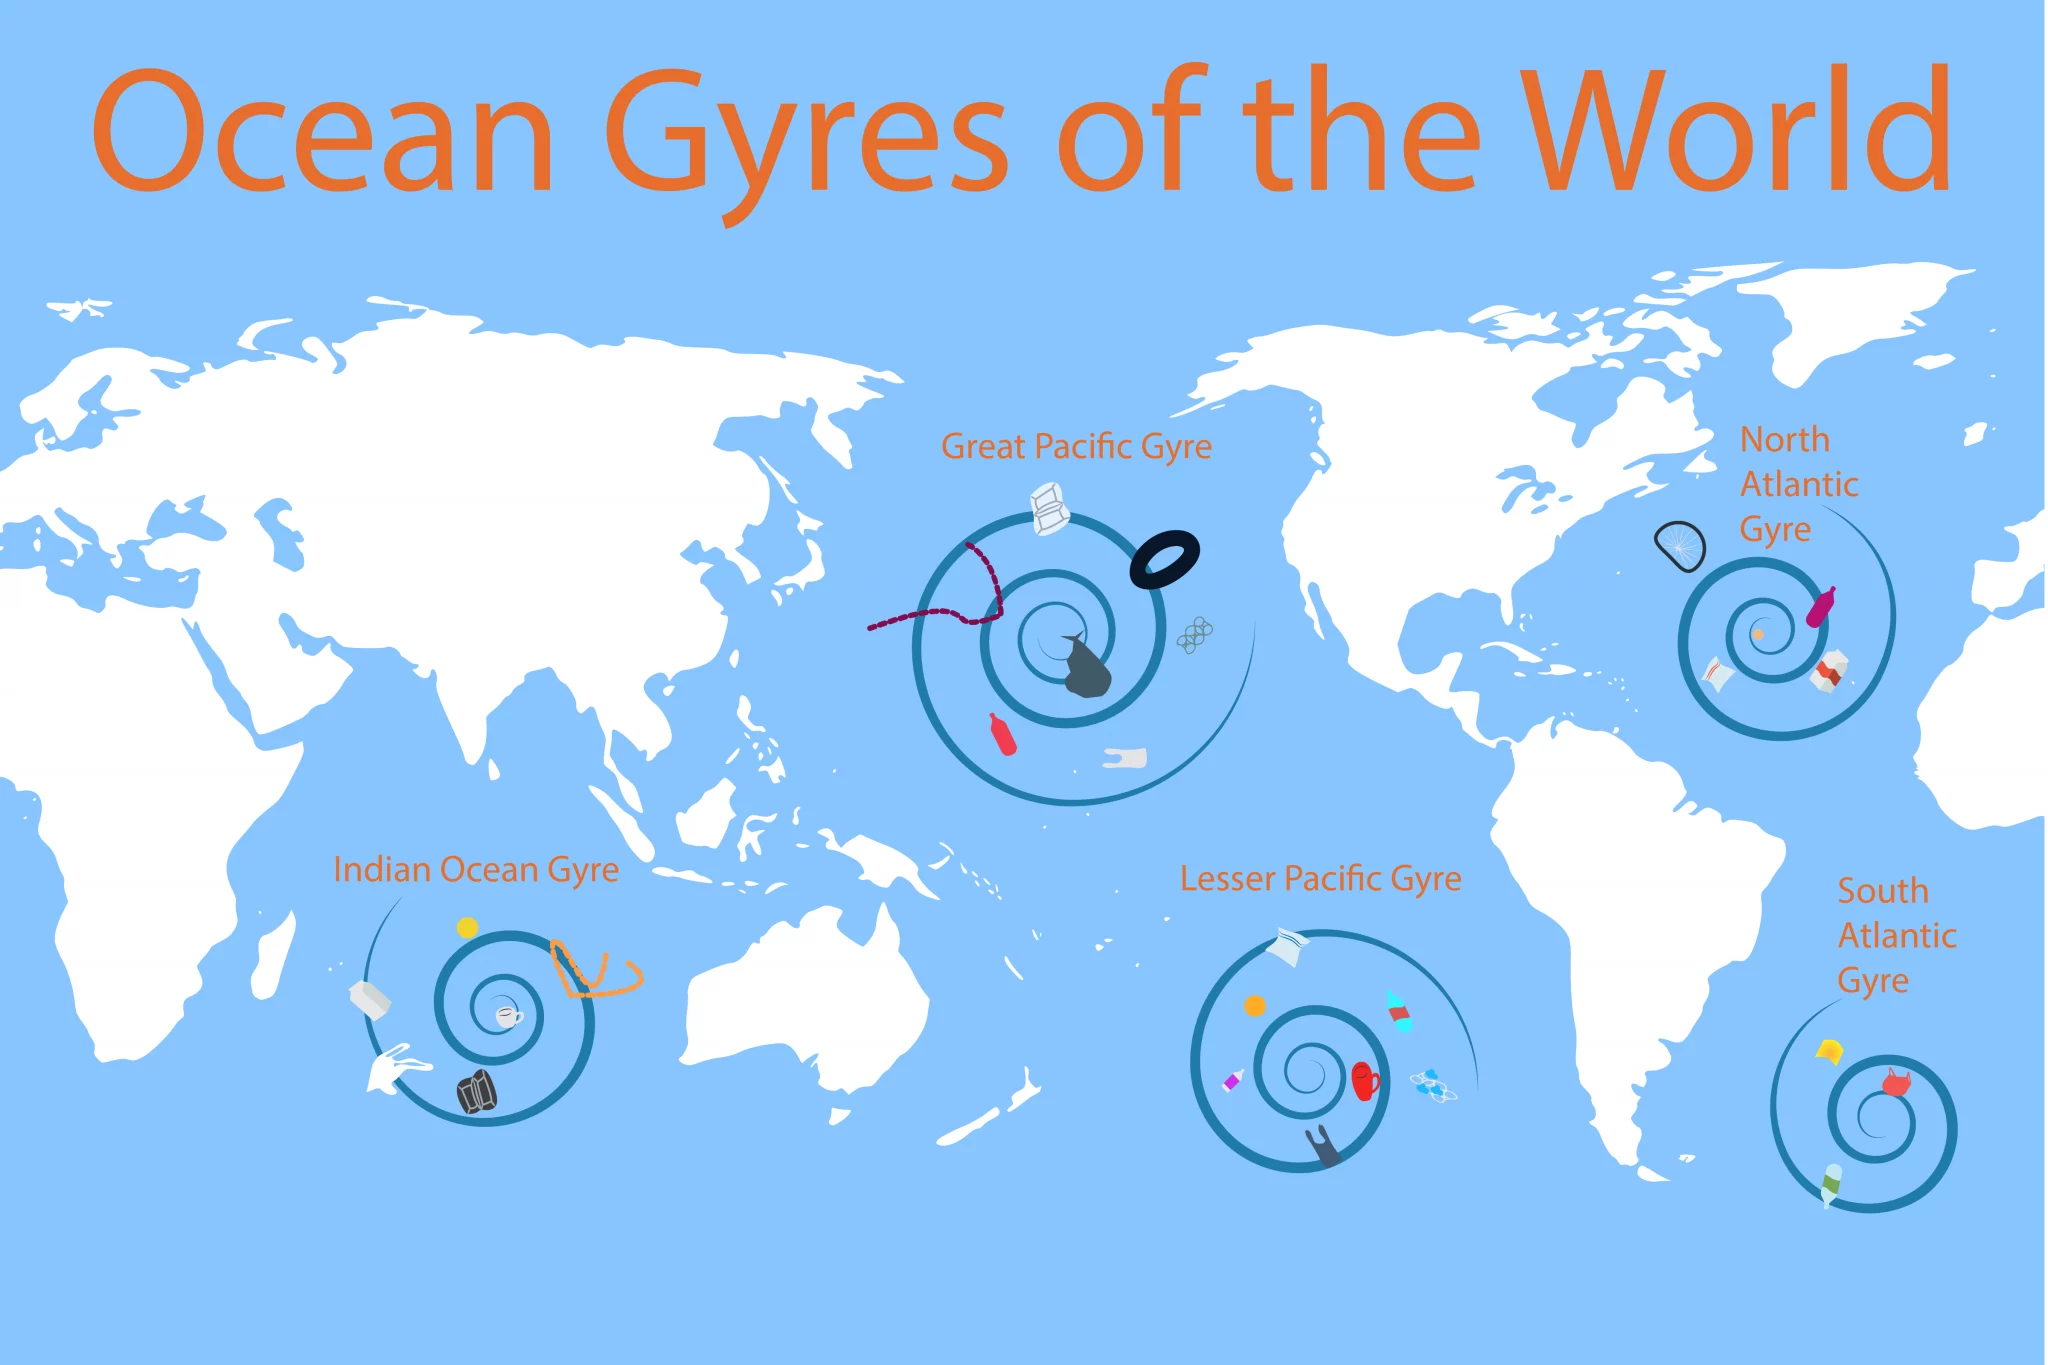 Ocean Gyres of the World
Great Pacific Gyre
North
Atlantic
Gyre
Indian Ocean Gyre
Lesser Pacific Gyre
South
Atlantic
Gyre